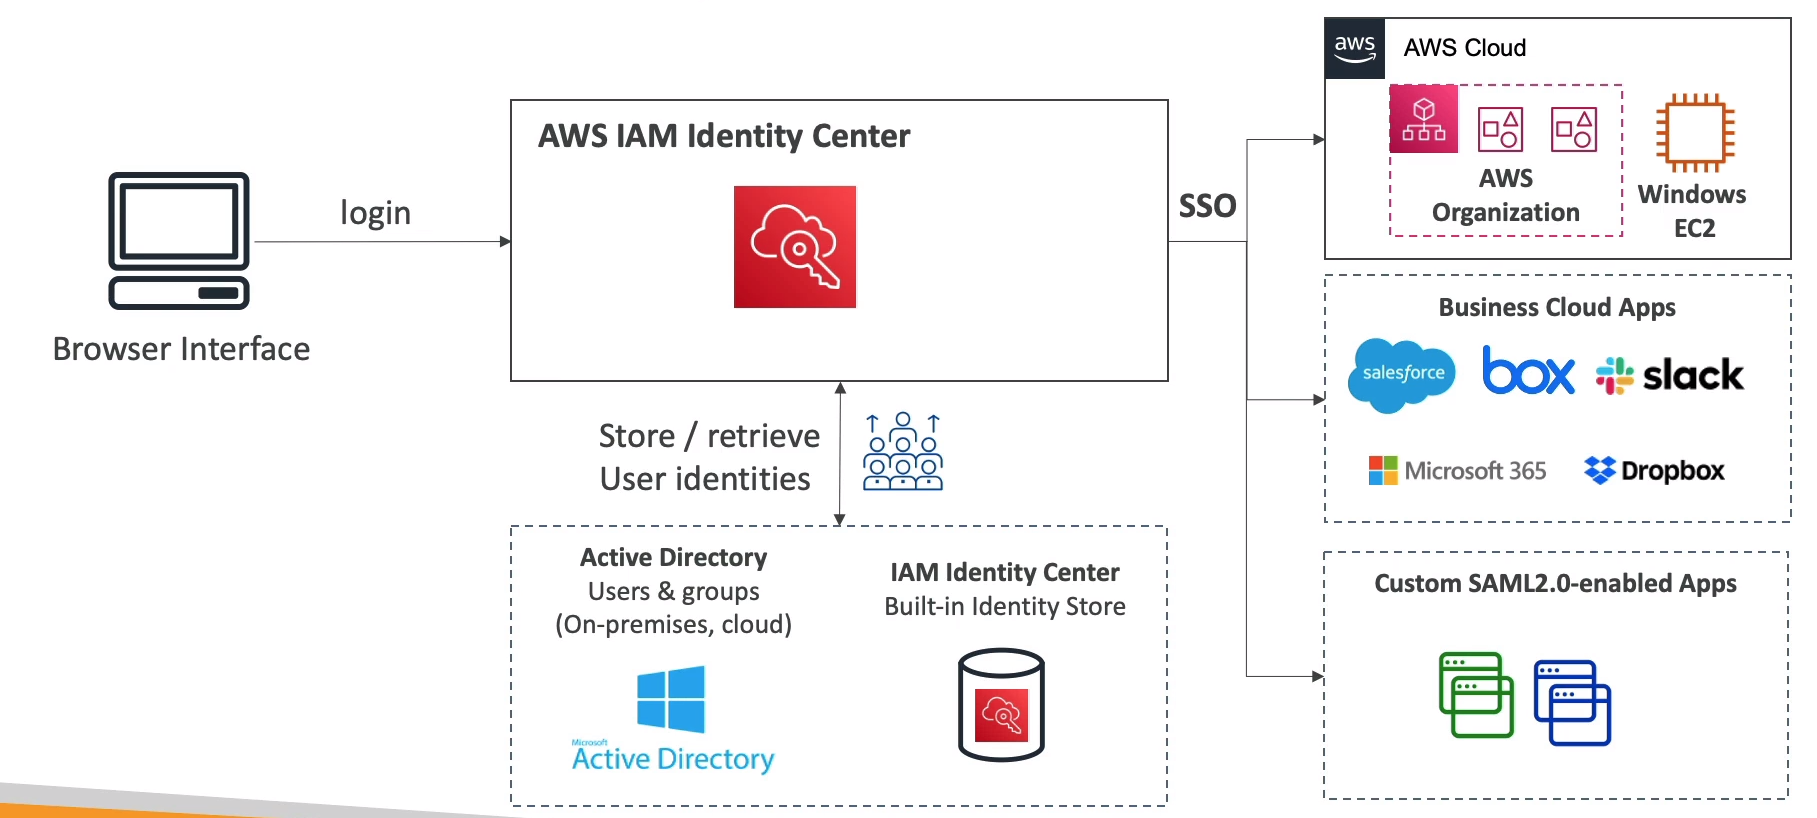 aws
AWS Cloud
AWS
Organization
Windows
EC2
AWS IAM Identity Center
login
SSO
Browser Interface
Business Cloud Apps
salesforce
box
slack
Microsoft 365
Dropbox
Store / retrieve
User identities
Active Directory
Users & groups
(On-premises, cloud)
Microsoft
Active Directory
IAM Identity Center
Built-in Identity Store
Custom SAML2.0-enabled Apps